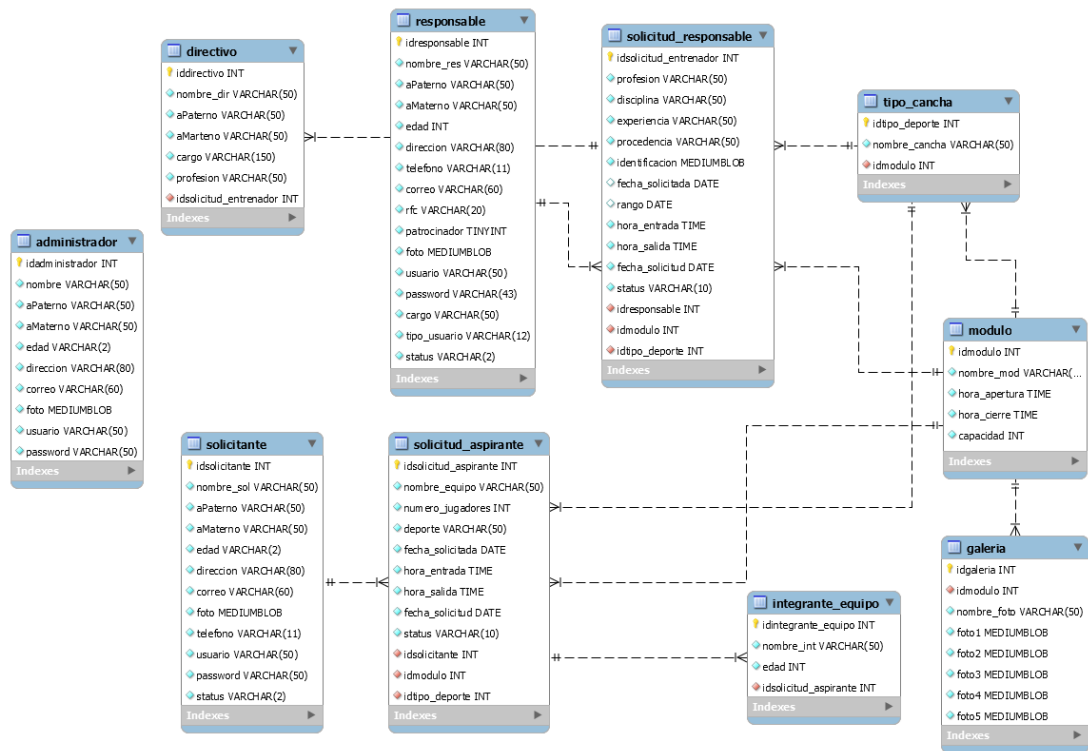 directivo
iddirectivo INT
nombre_dir VARCHAR(50)
aPaterno VARCHAR(50)
aMarteno VARCHAR(50)
cargo VARCHAR(150)
profesion VARCHAR(50)
idsolicitud_entrenador INT
Indexes
responsable
idresponsable INT
nombre_res VARCHAR(50)
aPaterno VARCHAR(50)
aMaterno VARCHAR(50)
edad INT
direccion VARCHAR(80)
telefono VARCHAR(11)
correo VARCHAR(60)
rfc VARCHAR(20)
patrocinador TINYINT
foto MEDIUMBLOB
usuario VARCHAR(50)
password VARCHAR(43)
cargo VARCHAR(50)
tipo_usuario VARCHAR(12)
status VARCHAR(2)
Indexes
solicitud_responsable
idsolicitud_entrenador INT
profesion VARCHAR(50)
disciplina VARCHAR(50)
experiencia VARCHAR(50)
procedencia VARCHAR(50)
identificacion MEDIUMBLOB
fecha_solicitada DATE
rango DATE
hora_entrada TIME
hora_salida TIME
fecha_solicitud DATE
status VARCHAR(10)
idresponsable INT
idmodulo INT
idtipo_deporte INT
Indexes
tipo_cancha
idtipo_deporte INT
nombre_cancha VARCHAR(50)
idmodulo INT
Indexes
administrador
idadministrador INT
nombre VARCHAR(50)
aPaterno VARCHAR(50)
aMaterno VARCHAR(50)
edad VARCHAR(2)
direccion VARCHAR(80)
correo VARCHAR(60)
foto MEDIUMBLOB
usuario VARCHAR(50)
password VARCHAR(50)
Indexes
modulo
idmodulo INT
nombre_mod VARCHAR(...
hora_apertura TIME
hora_cierre TIME
capacidad INT
Indexes
solicitante
idsolicitante INT
nombre_sol VARCHAR(50)
aPaterno VARCHAR(50)
aMaterno VARCHAR(50)
edad VARCHAR(2)
direccion VARCHAR(80)
correo VARCHAR(60)
foto MEDIUMBLOB
telefono VARCHAR(11)
usuario VARCHAR(50)
password VARCHAR(50)
status VARCHAR(2)
Indexes
solicitud_aspirante
idsolicitud_aspirante INT
nombre_equipo VARCHAR(50)
numero_jugadores INT
deporte VARCHAR(50)
fecha_solicitada DATE
hora_entrada TIME
hora_salida TIME
fecha_solicitud DATE
status VARCHAR(10)
idsolicitante INT
idmodulo INT
idtipo_deporte INT
Indexes
integrante_equipo
idintegrante_equipo INT
nombre_int VARCHAR(50)
edad INT
idsolicitud_aspirante INT
Indexes
galeria
idgaleria INT
idmodulo INT
nombre_foto VARCHAR(50)
foto1 MEDIUMBLOB
foto2 MEDIUMBLOB
foto3 MEDIUMBLOB
foto4 MEDIUMBLOB
foto5 MEDIUMBLOB
Indexes